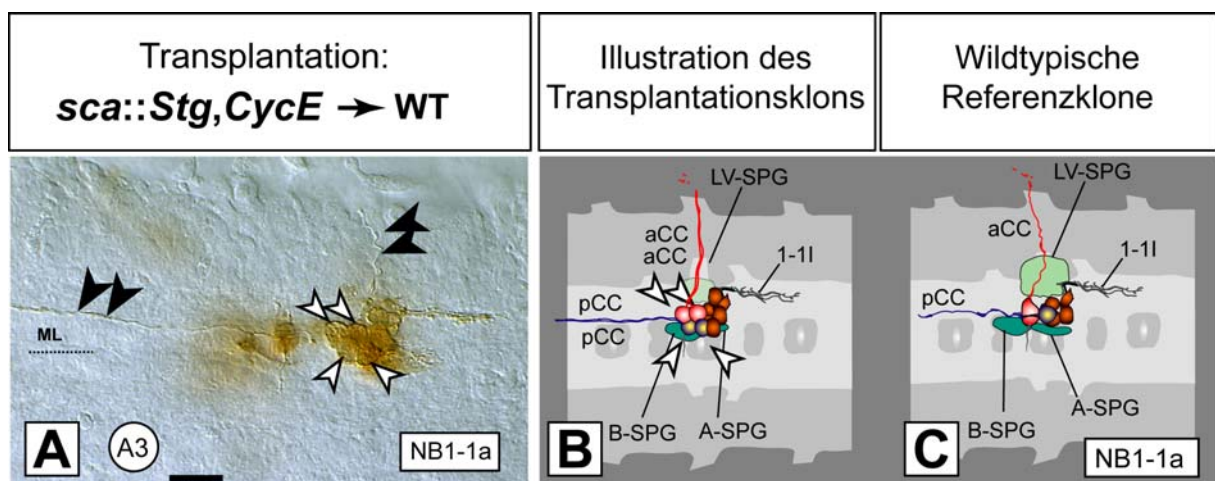 Transplantation:
sca::Stg,CycE → WT
Illustration des
Transplantationsklons
Wildtypische
Referenzklone
ML
A
A3
NB1-1a
LV-SPG
aCC
aCC
1-1I
pCC
pCC
B-SPG
A-SPG
B
LV-SPG
aCC
1-1I
pCC
A-SPG
B-SPG
C
NB1-1a